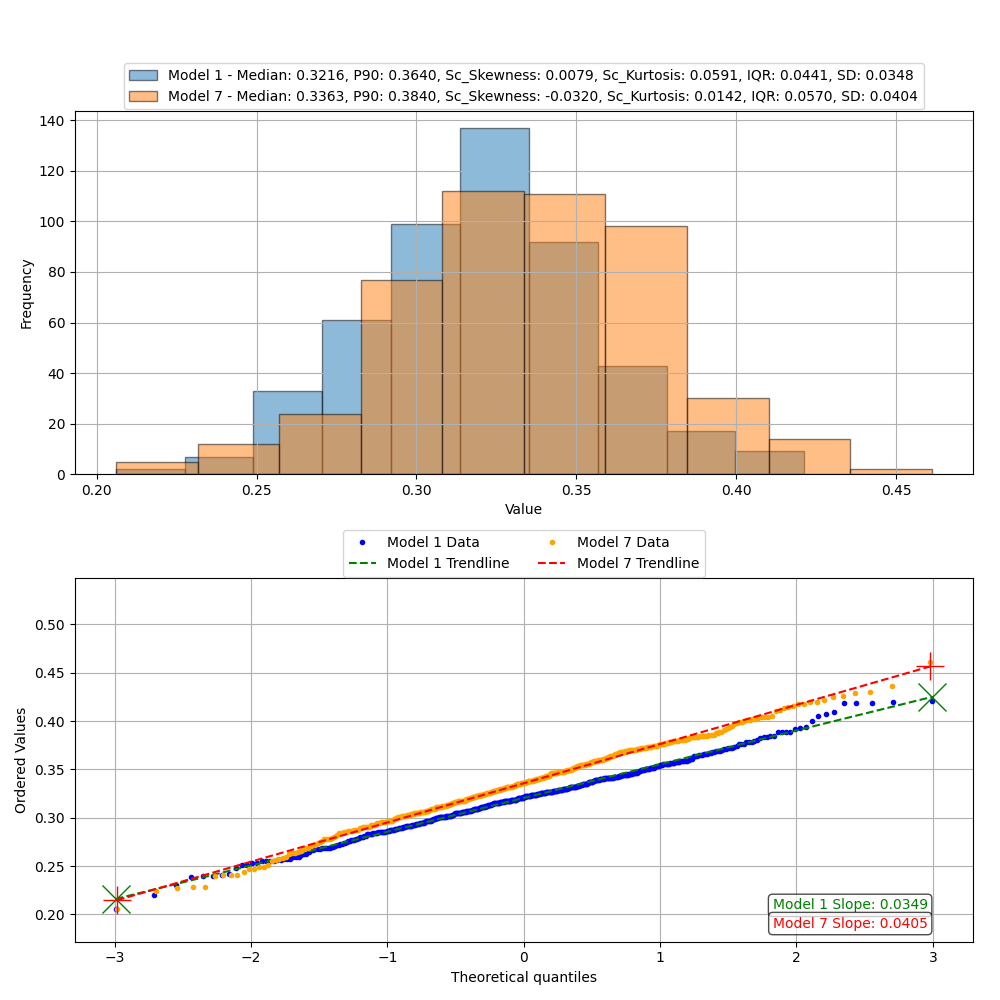 Model 1 - Median: 0.3216, P90: 0.3640, Sc_Skewness: 0.0079, Sc_Kurtosis: 0.0591, IQR: 0.0441, SD: 0.0348
Model 7 - Median: 0.3363, P90: 0.3840, Sc_Skewness: -0.0320, Sc_Kurtosis: 0.0142, IQR: 0.0570, SD: 0.0404
140
120
100
80
60
40
20
0
Frequency
0.20 0.25 0.30 0.35 0.40 0.45
Value
Model 1 Data Model 7 Data
Model 1 Trendline Model 7 Trendline
0.50
0.45
0.40
0.35
0.30
0.25
0.20
Ordered Values
Model 1 Slope: 0.0349
Model 7 Slope: 0.0405
−3 −2 −1 0 1 2 3
Theoretical quantiles